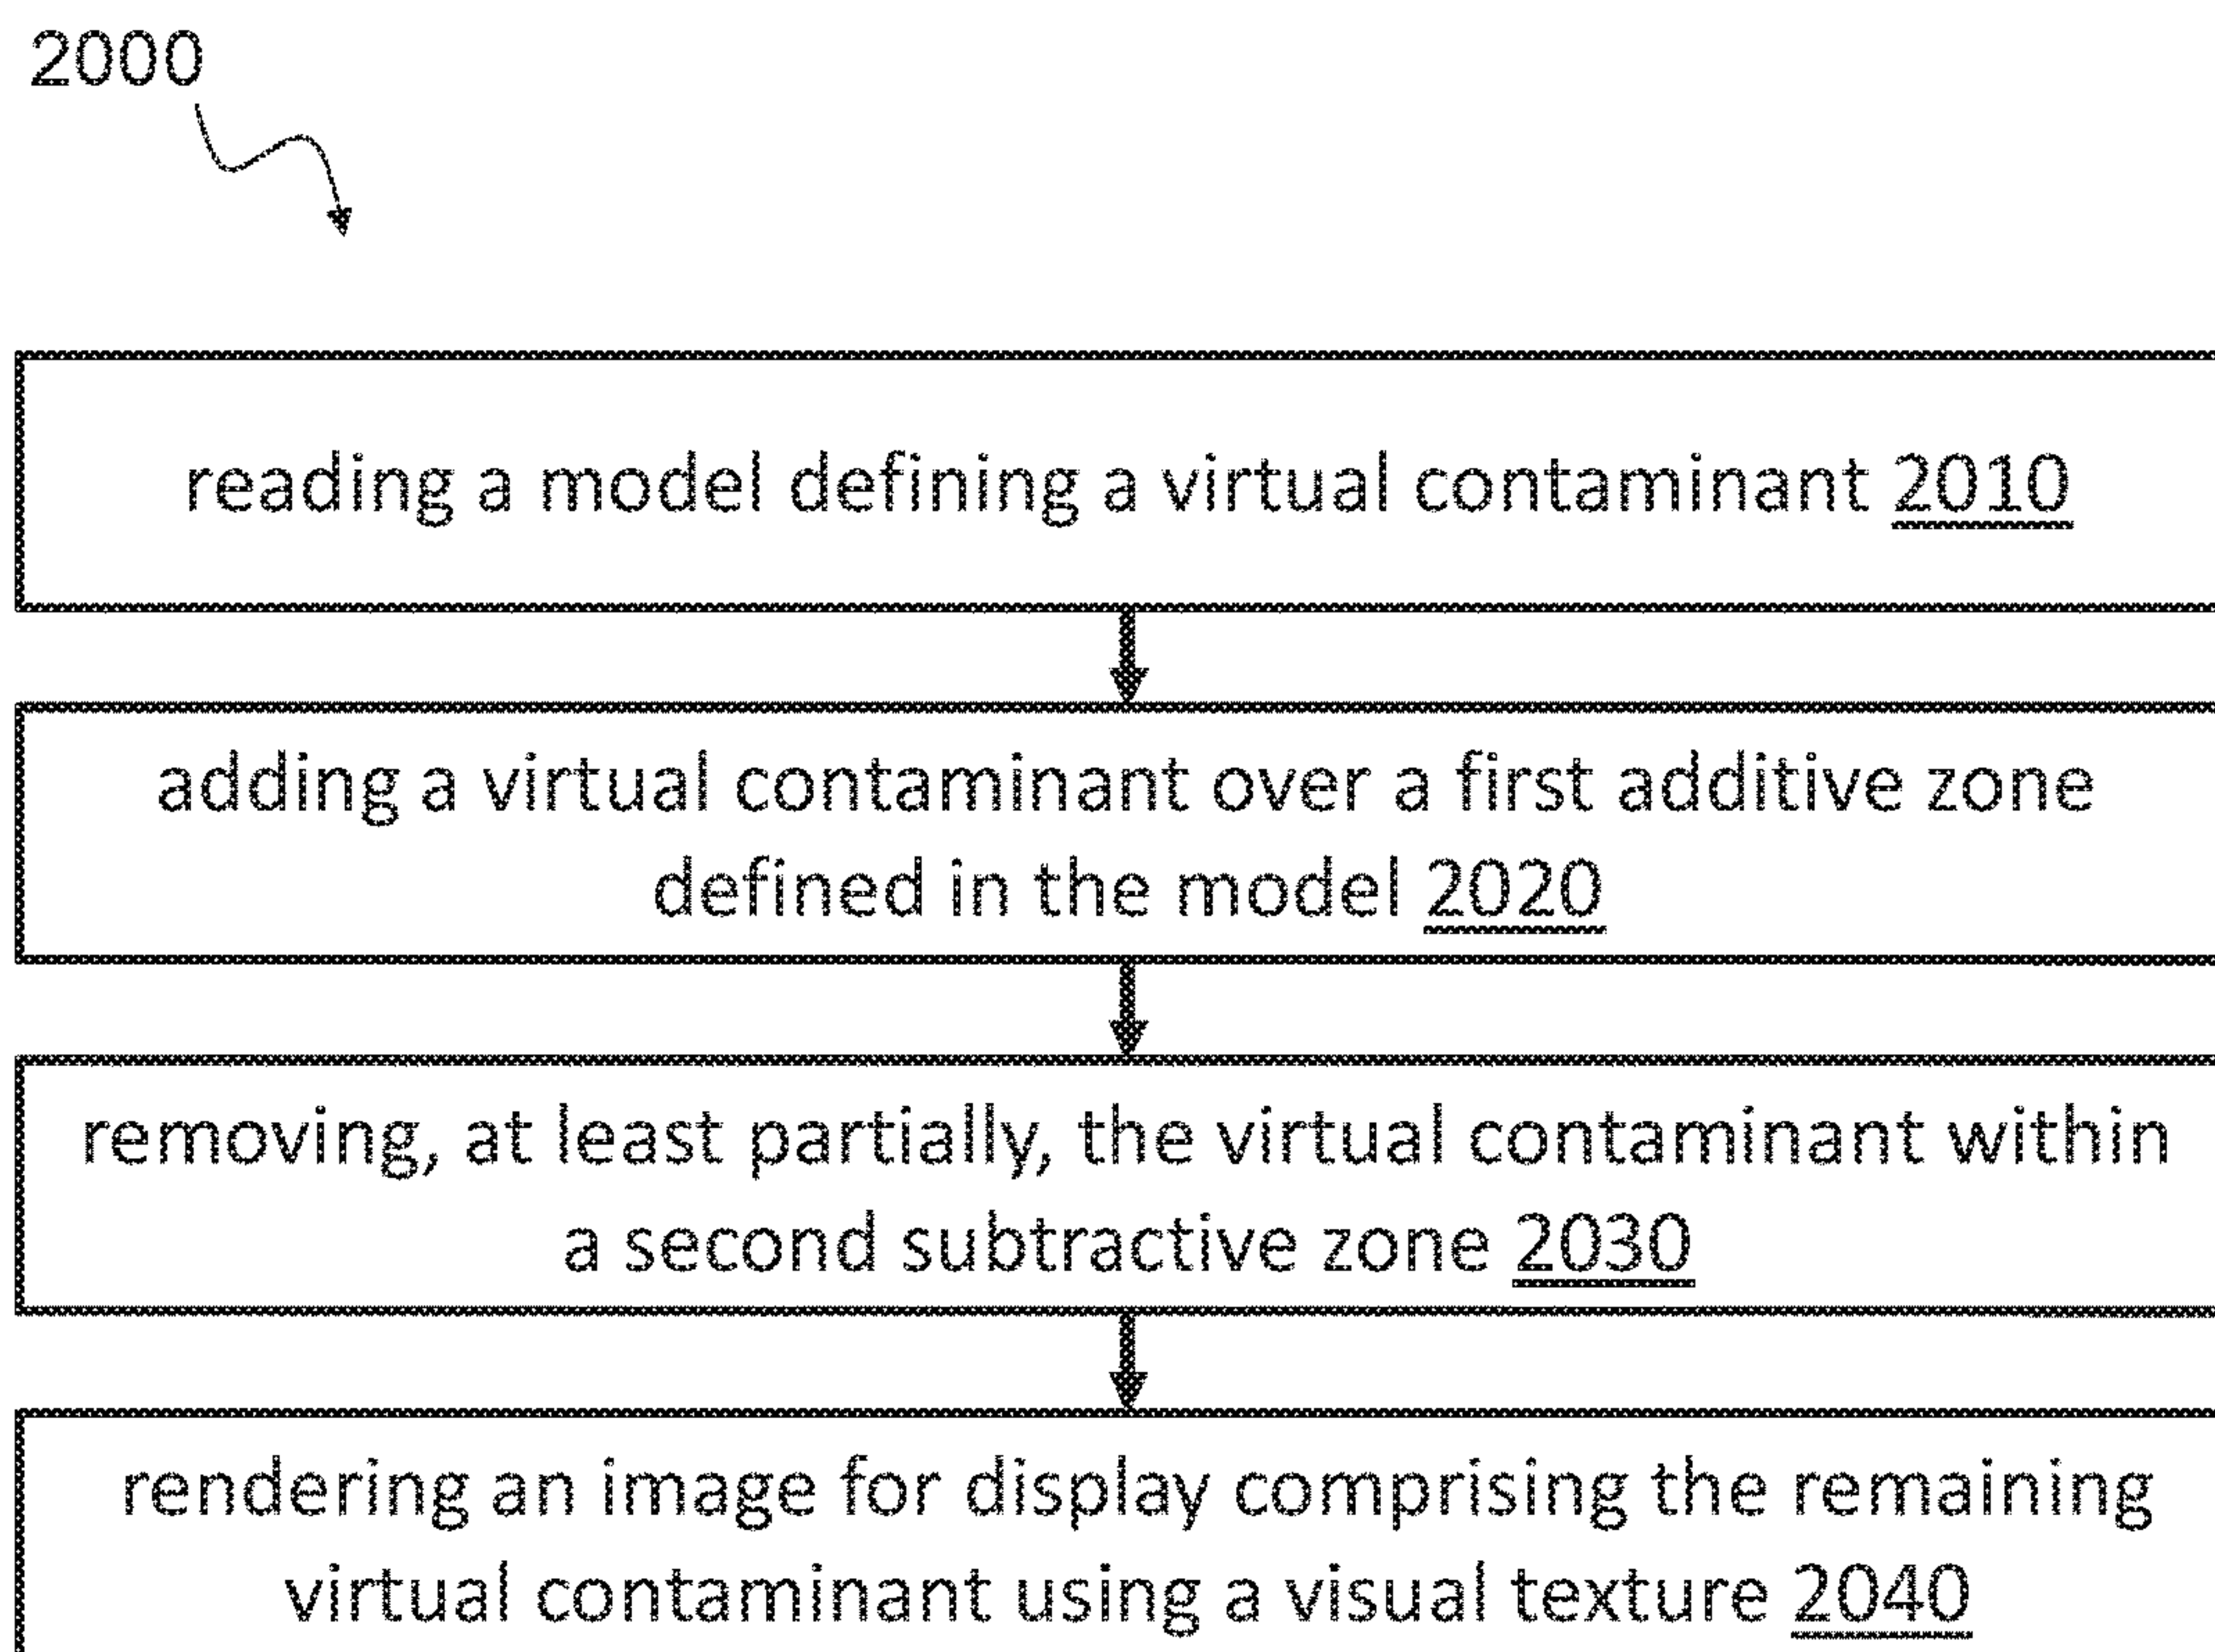 2000
reading a model defining a virtual contaminant 2010
adding a virtual contaminant over a first additive zone
defined in the model 2020
removing, at least partially, the virtual contaminant within
a second subtractive zone 2030
rendering an image for display comprising the remaining
virtual contaminant using a visual texture 2040